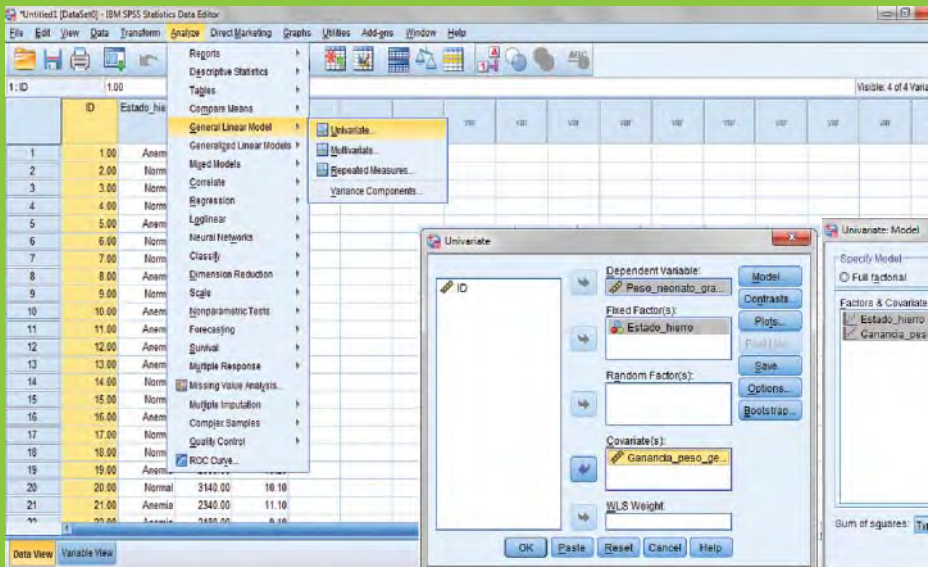 *Untitled1 [DataSet0] - IBM SPSS Statistics Data Editor
File Edit View Data Transform Analyze Direct Marketing Graphs Utilities Add-ons Window Help
1:ID 1.00 Visible: 4 of 4 Varia
ID Estado_hie var var var var var var var
Reports
Descriptive Statistics
Tables
Compare Means
General Linear Model
Generalized Linear Models
Mixed Models
Correlate
Regression
Loglinear
Neural Networks
Classify
Dimension Reduction
Scale
Nonparametric Tests
Forecasting
Survival
Multiple Response
Missing Value Analysis...
Multiple Imputation
Complex Samples
Quality Control
ROC Curve...
Univariate...
Multivariate...
Repeated Measures...
Variance Components...
1 1.00 Anem
2 2.00 Norm
3 3.00 Norm
4 4.00 Norm
5 5.00 Anem
6 6.00 Norm
7 7.00 Norm
8 8.00 Anem
9 9.00 Norm
10 10.00 Anem
11 11.00 Anem
12 12.00 Anem
13 13.00 Anem
14 14.00 Norm
15 15.00 Norm
16 16.00 Anem
17 17.00 Norm
18 18.00 Norm
19 19.00 Anem
20 20.00 Normal 3140.00 10.10
21 21.00 Anemia 2340.00 11.10
Data View Variable View
Univariate
ID
Dependent Variable:
Peso_neonato_gra...
Fixed Factor(s):
Estado_hierro
Random Factor(s):
Covariate(s):
Ganancia_peso_ge...
WLS Weight:
Model...
Contrasts...
Plots...
Save...
Options...
Bootstrap...
OK Paste Reset Cancel Help
Univariate: Model
Specify Model
Full factorial
Factors & Covariate
Estado_hierro
Ganancia_pes
Sum of squares: